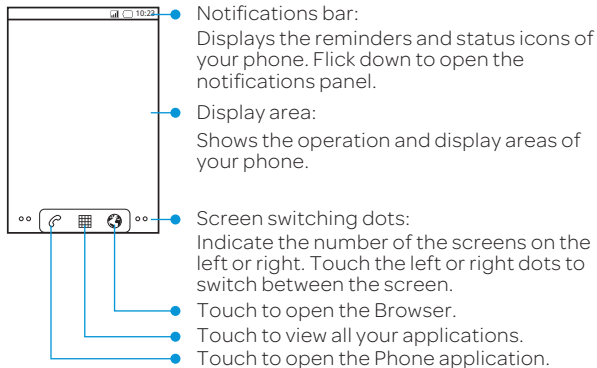 10:23
Notifications bar:
Displays the reminders and status icons of
your phone. Flick down to open the
notifications panel.
Display area:
Shows the operation and display areas of
your phone.
Screen switching dots:
Indicate the number of the screens on the
left or right. Touch the left or right dots to
switch between the screen.
Touch to open the Browser.
Touch to view all your applications.
Touch to open the Phone application.